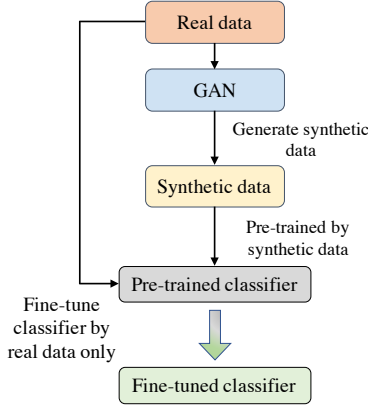 Real data
GAN
Generate synthetic
data
Synthetic data
Pre-trained by
synthetic data
Pre-trained classifier
Fine-tune
classifier by
real data only
Fine-tuned classifier